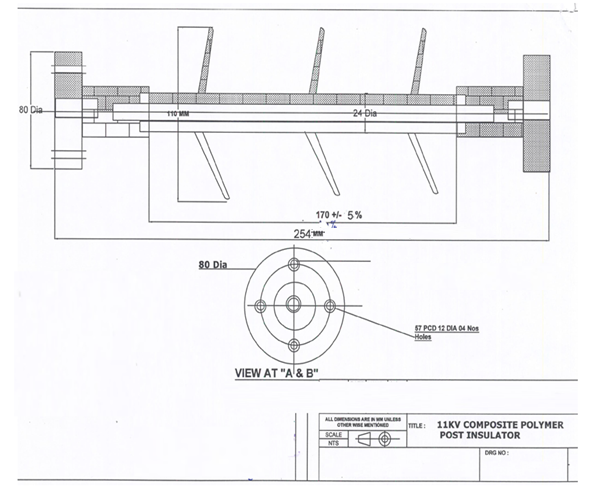 80 Dia
110 MM
24 Dia
170 +/- 5%
254 MM
80 Dia
57 PCD 12 DIA 04 Nos
Holes
VIEW AT "A & B"
ALL DIMENSIONS ARE IN MM UNLESS
OTHER WISE MENTIONED
SCALE
NTS
TITLE :
11KV COMPOSITE POLYMER
POST INSULATOR
DRG NO :